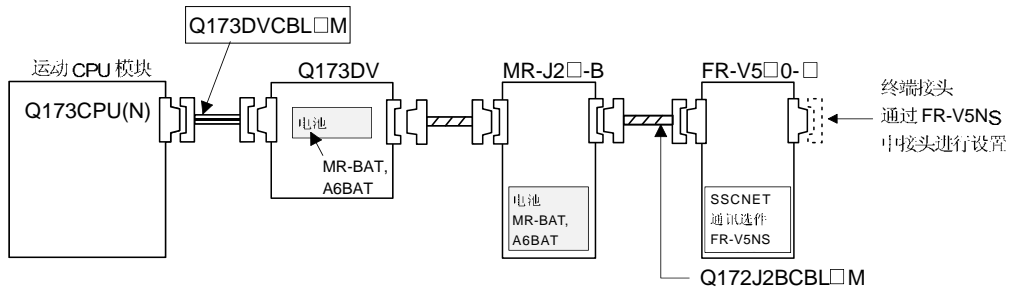 Q173DVCBL□M
运动CPU模块
Q173CPU(N)
Q173DV
电池
MR-BAT,
A6BAT
MR-J2□-B
电池
MR-BAT,
A6BAT
FR-V5□0-□
SSCNET
通讯选件
FR-V5NS
终端接头
通过FR-V5NS
中接头进行设置
Q172J2BCBL□M